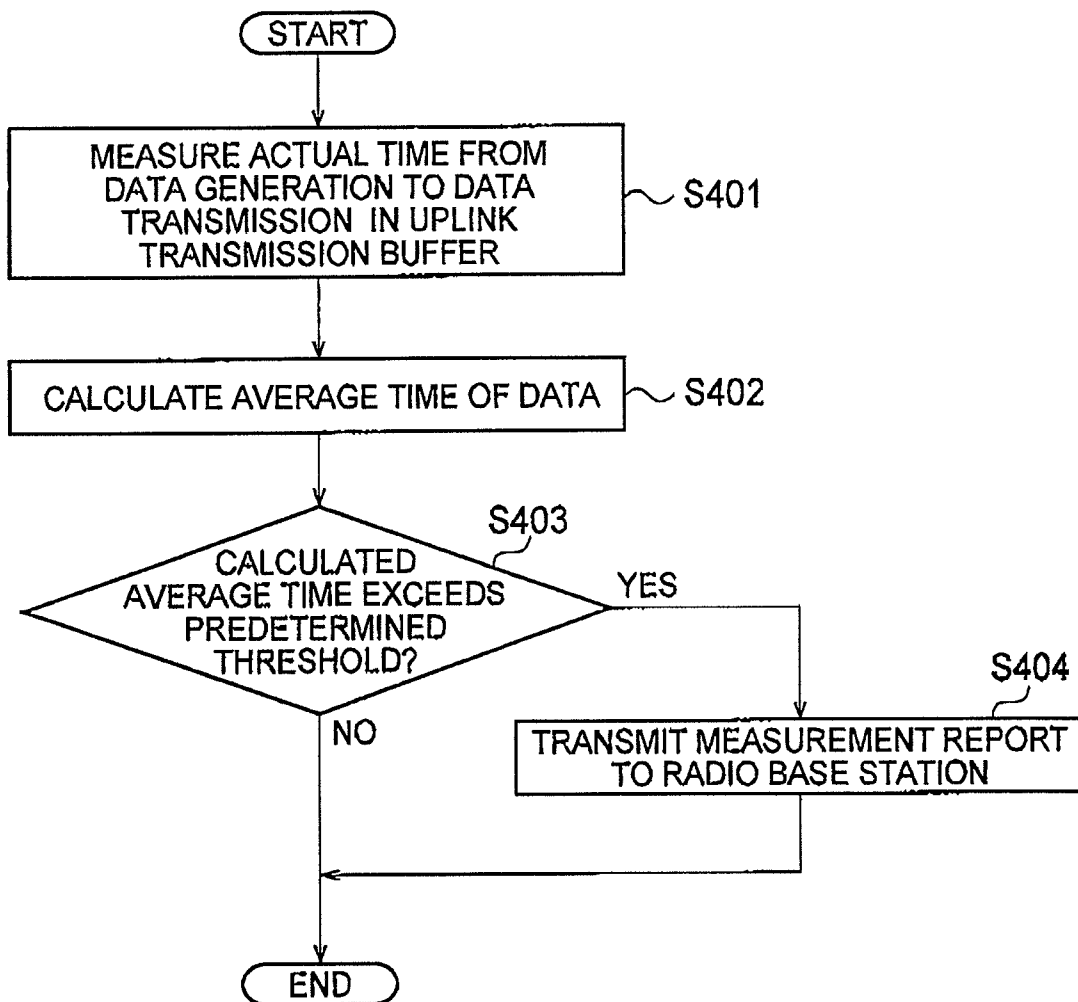 START
MEASURE ACTUAL TIME FROM
DATA GENERATION TO DATA
TRANSMISSION IN UPLINK
TRANSMISSION BUFFER
S401
CALCULATE AVERAGE TIME OF DATA
S402
S403
CALCULATED
AVERAGE TIME EXCEEDS
PREDETERMINED
THRESHOLD?
YES
NO
S404
TRANSMIT MEASUREMENT REPORT
TO RADIO BASE STATION
END